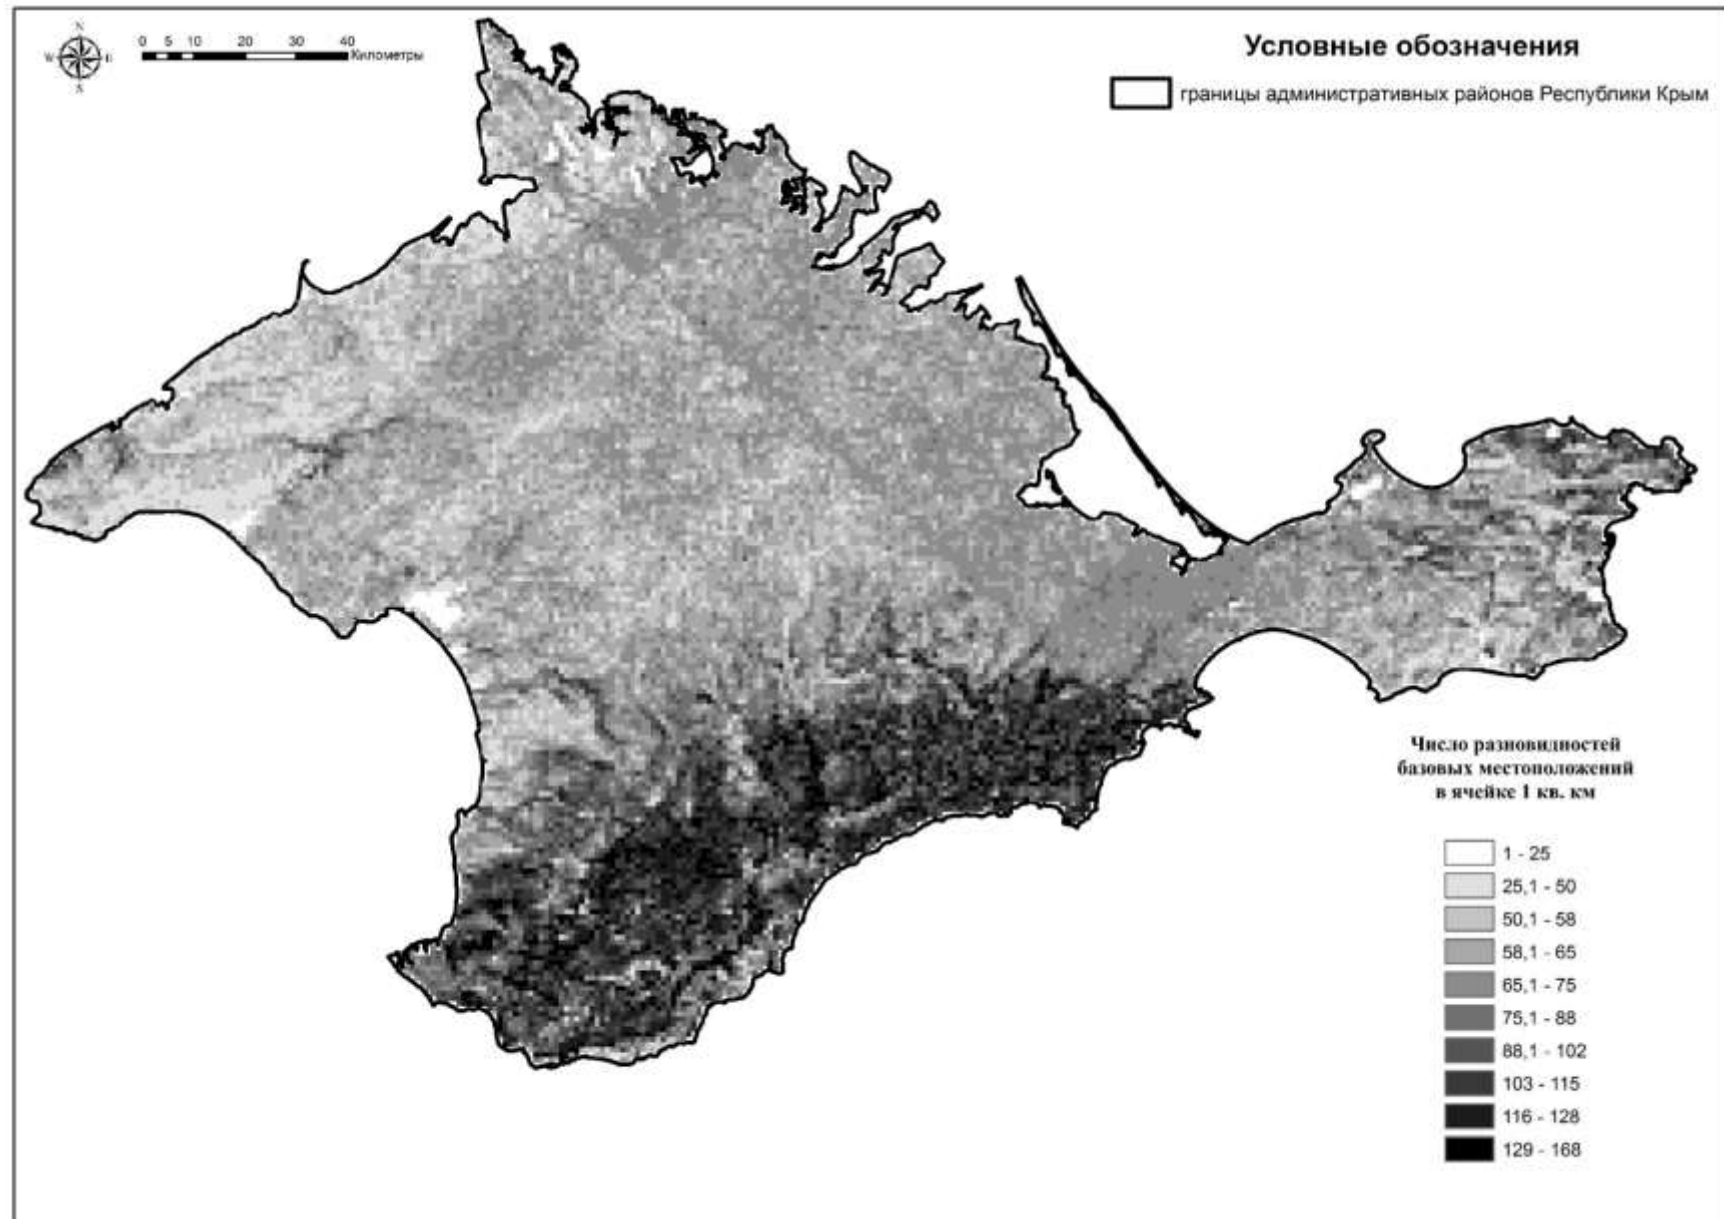 N
W E
S
0 5 10 20 30 40
Километры
Условные обозначения
границы административных районов Республики Крым
Число разновидностей
базовых местоположений
в ячейке 1 кв. км
1 - 25
25,1 - 50
50,1 - 58
58,1 - 65
65,1 - 75
75,1 - 88
88,1 - 102
103 - 115
116 - 128
129 - 168